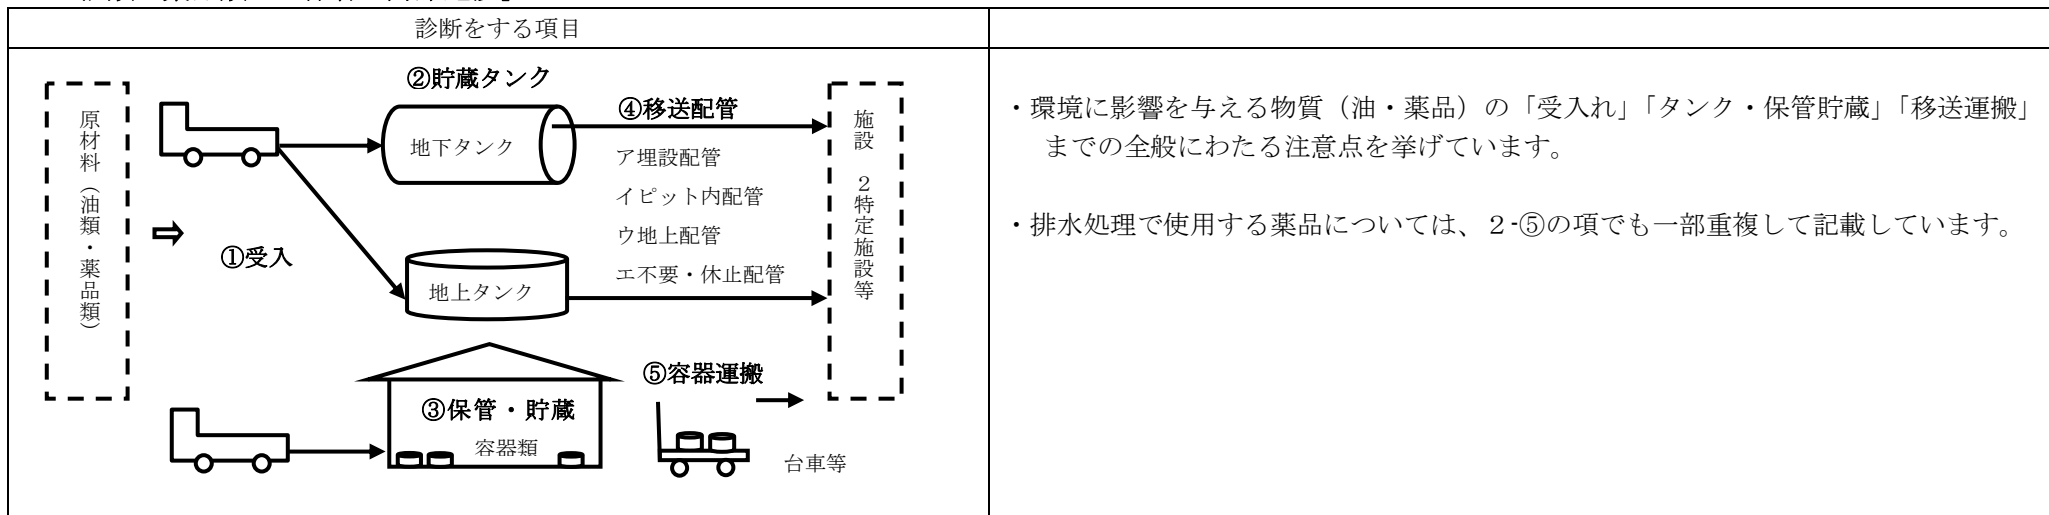 診断をする項目
②貯蔵タンク
④移送配管
原材料（油類・薬品類）
地下タンク
ア埋設配管
イピット内配管
ウ地上配管
エ不要・休止配管
施設 ２特定施設等
①受入
地上タンク
⑤容器運搬
③保管・貯蔵
容器類
台車等
・環境に影響を与える物質（油・薬品）の「受入れ」「タンク・保管貯蔵」「移送運搬」
までの全般にわたる注意点を挙げています。
・排水処理で使用する薬品については、２-⑤の項でも一部重複して記載しています。